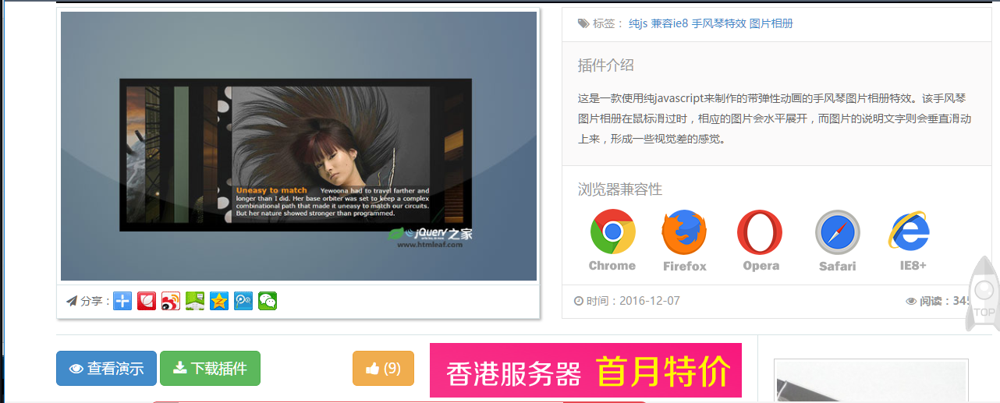 标签： 纯js 兼容ie8 手风琴特效 图片相册
插件介绍
这是一款使用纯javascript来制作的带弹性动画的手风琴图片相册特效。该手风琴
图片相册在鼠标滑过时，相应的图片会水平展开，而图片的说明文字则会垂直滑动
上来，形成一些视觉差的感觉。
Uneasy to match Yewoona had to travel farther and
longer than I did. Her base orbiter was set to keep a complex
combinational path that made it uneasy to match our circuits.
But her nature showed stronger than programmed.
jQuery之家
www.htmleaf.com
浏览器兼容性
Chrome Firefox Opera Safari IE8+
分享：
时间：2016-12-07
阅读：345
TOP
查看演示 下载插件 (9)
香港服务器 首月特价